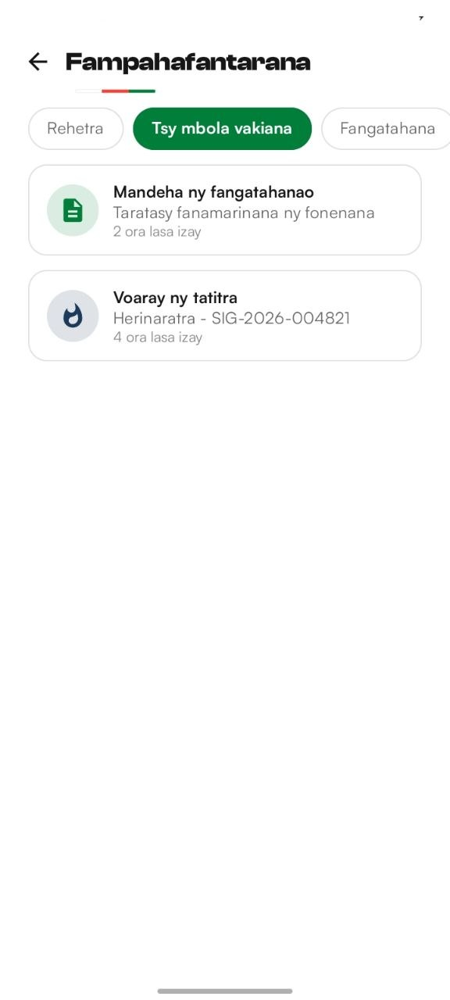 Fampahafantarana
Rehetra
Tsy mbola vakiana
Fangatahana
Mandeha ny fangatahanao
Taratasy fanamarinana ny fonenana
2 ora lasa izay
Voaray ny tatitra
Herinaratra - SIG-2026-004821
4 ora lasa izay